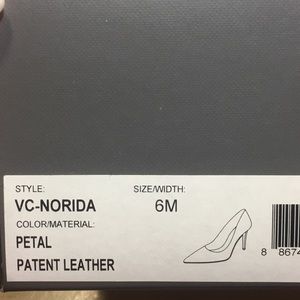 STYLE: SIZE/WIDTH:
VC-NORIDA 6M
COLOR/MATERIAL:
PETAL
PATENT LEATHER
8 8674